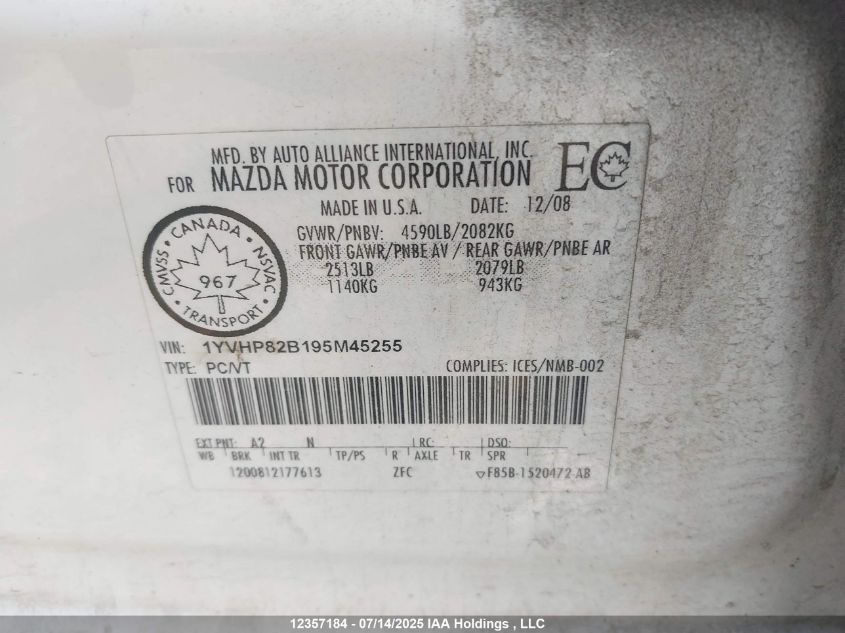 MFD. BY AUTO ALLIANCE INTERNATIONAL, INC.
FOR MAZDA MOTOR CORPORATION
EC
MADE IN U.S.A. DATE: 12/08
GVWR/PNBV: 4590LB/2082KG
FRONT GAWR/PNBE AV / REAR GAWR/PNBE AR
2513LB 2079LB
1140KG 943KG
CANADA
CMVSS 967 NSVAC
TRANSPORT
VIN: 1YVHP82B195M45255
TYPE: PC/VT COMPLIES: ICES/NMB-002
EXT PNT: A2 N RC: DSO:
WB BRK INT TR TP/PS R AXLE TR SPR
1200812177613 ZFC F85B-1520472-AB
12357184 - 07/14/2025 IAA Holdings , LLC